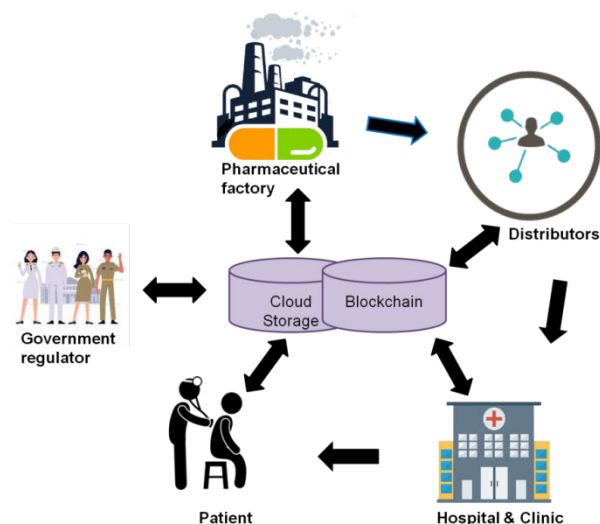 Pharmaceutical
factory
Distributors
Cloud
Storage
Blockchain
Government
regulator
Patient
Hospital & Clinic